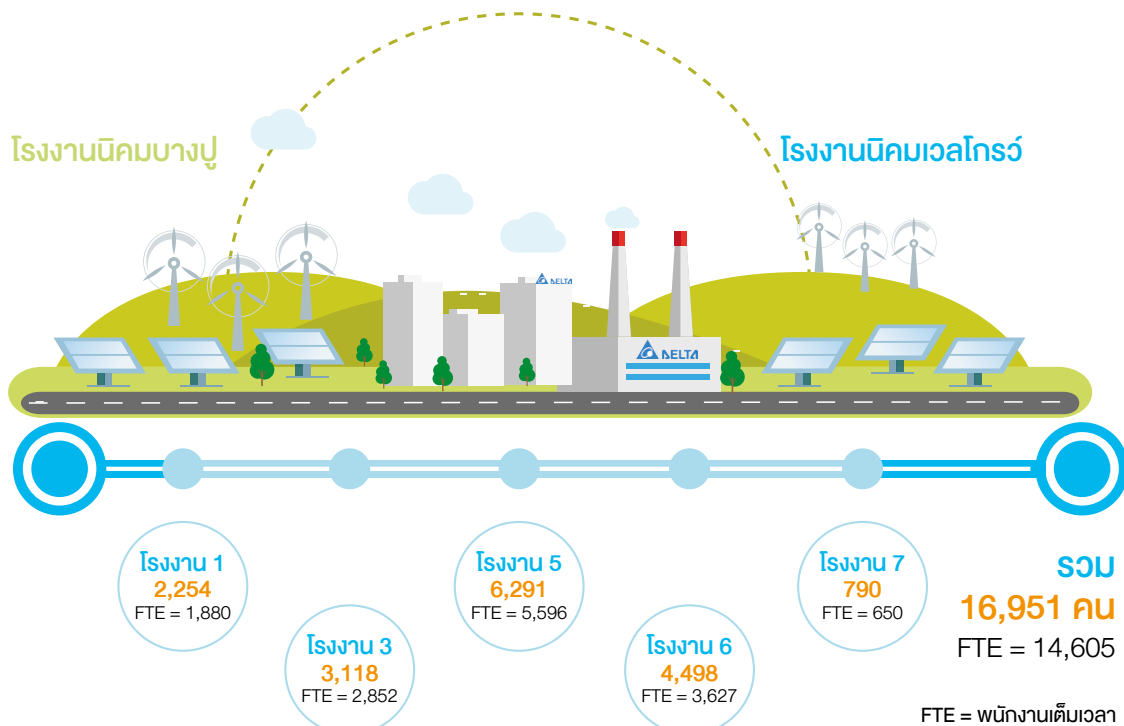 โรงงานนิคมบางปู
โรงงานนิคมเวลโกรว์
DELTA
DELTA
โรงงาน 1
2,254
FTE = 1,880
โรงงาน 3
3,118
FTE = 2,852
โรงงาน 5
6,291
FTE = 5,596
โรงงาน 6
4,498
FTE = 3,627
โรงงาน 7
790
FTE = 650
รวม
16,951 คน
FTE = 14,605
FTE = พนักงานเต็มเวลา